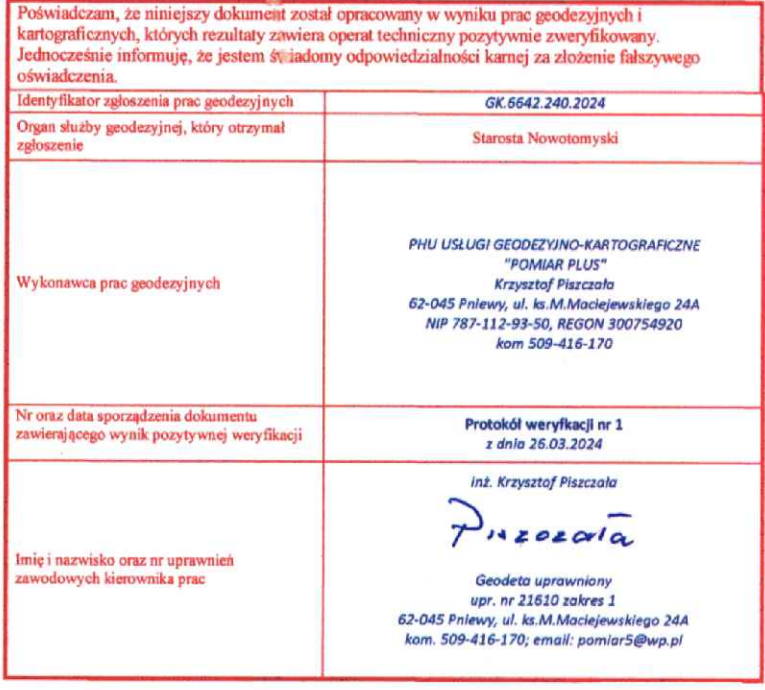 Poświadczam, że niniejszy dokument został opracowany w wyniku prac geodezyjnych i
kartograficznych, których rezultaty zawiera operat techniczny pozytywnie zweryfikowany.
Jednocześnie informuję, że jestem świadomy odpowiedzialności karnej za złożenie fałszywego
oświadczenia.
Identyfikator zgłoszenia prac geodezyjnych
GK.6642.240.2024
Organ służby geodezyjnej, który otrzymał
zgłoszenie
Starosta Nowotomyski
Wykonawca prac geodezyjnych
PHU USŁUGI GEODEZYJNO-KARTOGRAFICZNE
"POMIAR PLUS"
Krzysztof Piszczała
62-045 Pniewy, ul. ks.M.Maciejewskiego 24A
NIP 787-112-93-50, REGON 300754920
kom 509-416-170
Nr oraz data sporządzenia dokumentu
zawierającego wynik pozytywnej weryfikacji
Protokół weryfkacji nr 1
z dnia 26.03.2024
Imię i nazwisko oraz nr uprawnień
zawodowych kierownika prac
inż. Krzysztof Piszczała
Piszczała
Geodeta uprawniony
upr. nr 21610 zakres 1
62-045 Pniewy, ul. ks.M.Maciejewskiego 24A
kom. 509-416-170; email: pomiar5@wp.pl